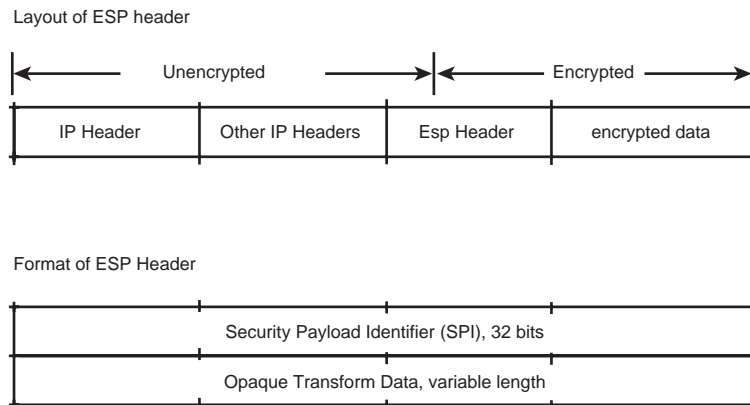 Layout of ESP header
Unencrypted Encrypted
IP Header Other IP Headers Esp Header encrypted data
Format of ESP Header
Security Payload Identifier (SPI), 32 bits
Opaque Transform Data, variable length